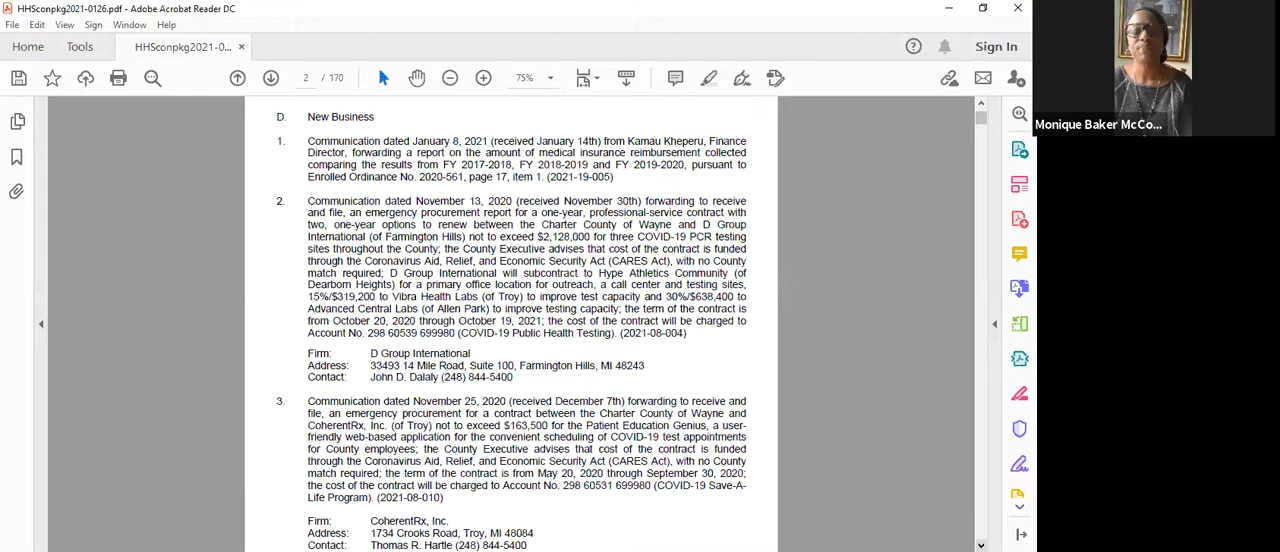 HHSconpkg2021-0126.pdf - Adobe Acrobat Reader DC
File Edit View Sign Window Help
Home Tools HHSconpkg2021-0... ×
Sign In
2 / 170
75%
Monique Baker McCo...
D. New Business
1. Communication dated January 8, 2021 (received January 14th) from Kamau Kheperu, Finance
Director, forwarding a report on the amount of medical insurance reimbursement collected
comparing the results from FY 2017-2018, FY 2018-2019 and FY 2019-2020, pursuant to
Enrolled Ordinance No. 2020-561, page 17, item 1. (2021-19-005)
2. Communication dated November 13, 2020 (received November 30th) forwarding to receive
and file, an emergency procurement report for a one-year, professional-service contract with
two, one-year options to renew between the Charter County of Wayne and D Group
International (of Farmington Hills) not to exceed $2,128,000 for three COVID-19 PCR testing
sites throughout the County; the County Executive advises that cost of the contract is funded
through the Coronavirus Aid, Relief, and Economic Security Act (CARES Act), with no County
match required; D Group International will subcontract to Hype Athletics Community (of
Dearborn Heights) for a primary office location for outreach, a call center and testing sites,
15%/$319,200 to Vibra Health Labs (of Troy) to improve test capacity and 30%/$638,400 to
Advanced Central Labs (of Allen Park) to improve testing capacity; the term of the contract is
from October 20, 2020 through October 19, 2021; the cost of the contract will be charged to
Account No. 298 60539 699980 (COVID-19 Public Health Testing). (2021-08-004)
Firm: D Group International
Address: 33493 14 Mile Road, Suite 100, Farmington Hills, MI 48243
Contact: John D. Dalaly (248) 844-5400
3. Communication dated November 25, 2020 (received December 7th) forwarding to receive and
file, an emergency procurement for a contract between the Charter County of Wayne and
CoherentRx, Inc. (of Troy) not to exceed $163,500 for the Patient Education Genius, a user-
friendly web-based application for the convenient scheduling of COVID-19 test appointments
for County employees; the County Executive advises that cost of the contract is funded
through the Coronavirus Aid, Relief, and Economic Security Act (CARES Act), with no County
match required; the term of the contract is from May 20, 2020 through September 30, 2020;
the cost of the contract will be charged to Account No. 298 60531 699980 (COVID-19 Save-A-
Life Program). (2021-08-010)
Firm: CoherentRx, Inc.
Address: 1734 Crooks Road, Troy, MI 48084
Contact: Thomas R. Hartle (248) 844-5400